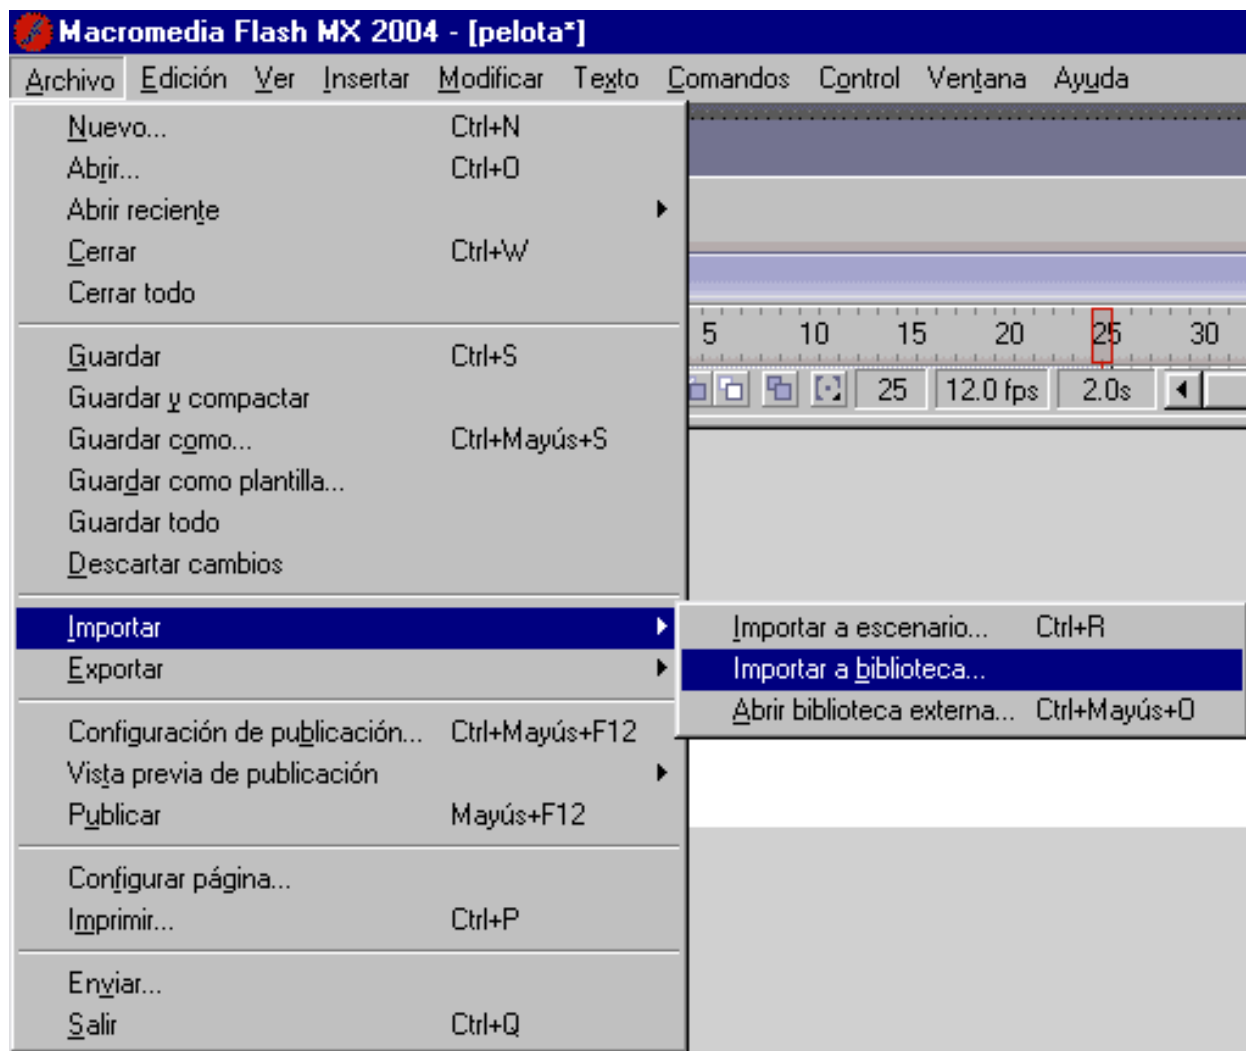 Macromedia Flash MX 2004 - [pelota*]
Archivo Edición Ver Insertar Modificar Texto Comandos Control Ventana Ayuda
Nuevo... Ctrl+N
Abrir... Ctrl+O
Abrir reciente
Cerrar Ctrl+W
Cerrar todo
5 10 15 20 25 30
Guardar Ctrl+S
25 12.0 fps 2.0s
Guardar y compactar
Guardar como... Ctrl+Mayús+S
Guardar como plantilla...
Guardar todo
Descartar cambios
Importar
Importar a escenario... Ctrl+R
Exportar
Importar a biblioteca...
Abrir biblioteca externa... Ctrl+Mayús+O
Configuración de publicación... Ctrl+Mayús+F12
Vista previa de publicación
Publicar Mayús+F12
Configurar página...
Imprimir... Ctrl+P
Enviar...
Salir Ctrl+Q